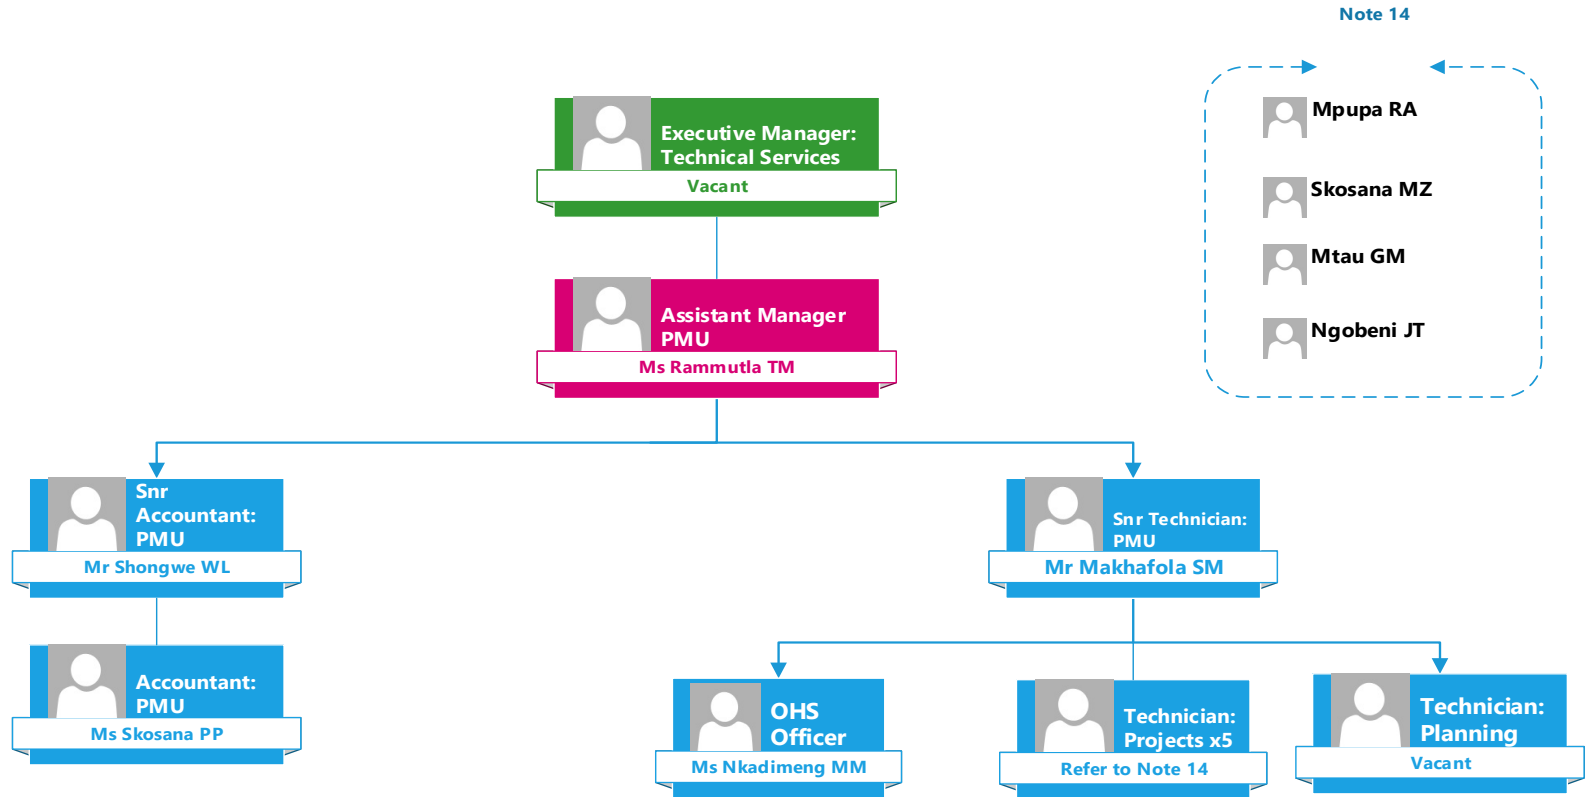 Note 14
Mpupa RA
Skosana MZ
Mtau GM
Ngobeni JT
Executive Manager:
Technical Services
Vacant
Assistant Manager
PMU
Ms Rammutla TM
Snr
Accountant:
PMU
Mr Shongwe WL
Snr Technician:
PMU
Mr Makhafola SM
Accountant:
PMU
Ms Skosana PP
OHS
Officer
Ms Nkadimeng MM
Technician:
Projects x5
Refer to Note 14
Technician:
Planning
Vacant